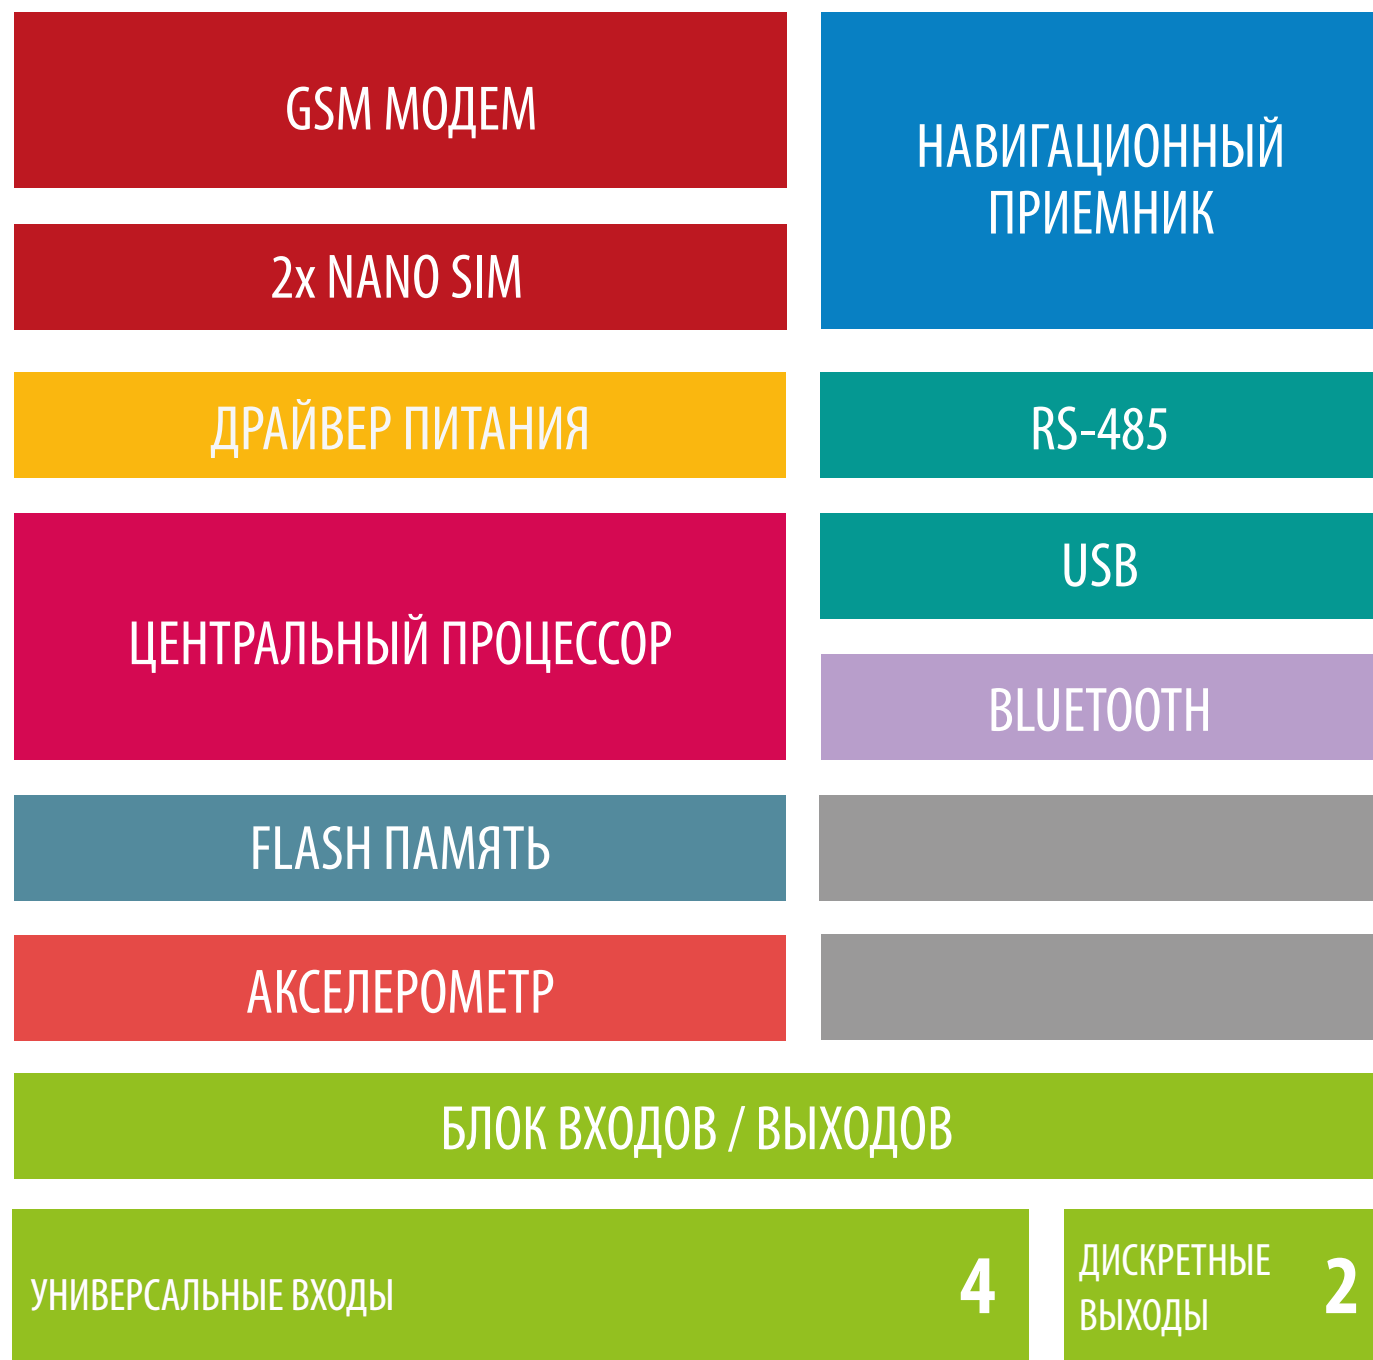 GSM МОДЕМ
2x NANO SIM
НАВИГАЦИОННЫЙ
ПРИЕМНИК
ДРАЙВЕР ПИТАНИЯ
RS-485
ЦЕНТРАЛЬНЫЙ ПРОЦЕССОР
USB
BLUETOOTH
FLASH ПАМЯТЬ
АКСЕЛЕРОМЕТР
БЛОК ВХОДОВ / ВЫХОДОВ
УНИВЕРСАЛЬНЫЕ ВХОДЫ 4
ДИСКРЕТНЫЕ
ВЫХОДЫ 2